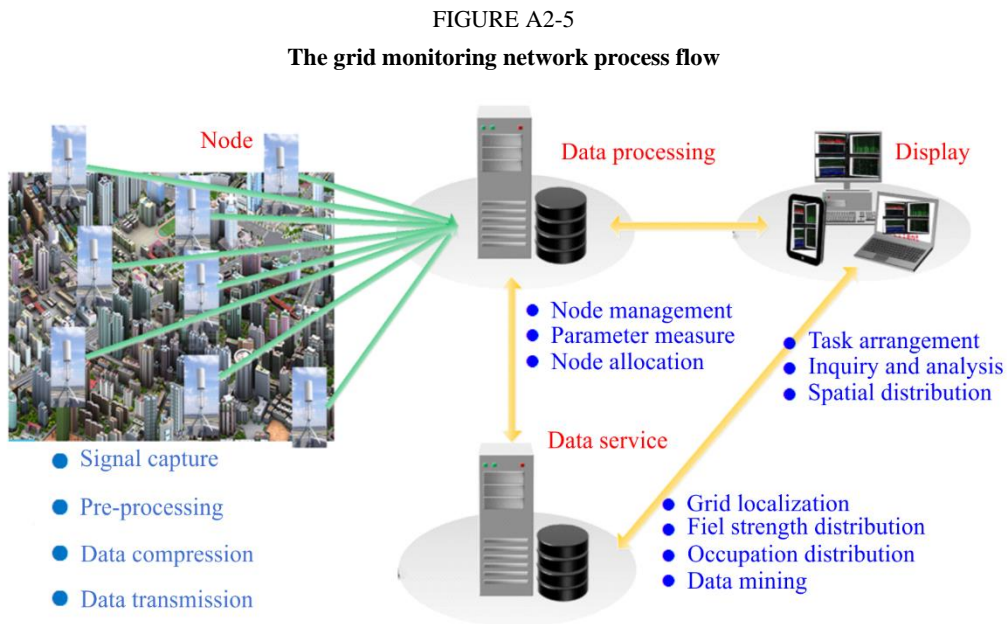 FIGURE A2-5
The grid monitoring network process flow
Node
Data processing
Display
Node management
Parameter measure
Node allocation
Task arrangement
Inquiry and analysis
Spatial distribution
Data service
Signal capture
Pre-processing
Data compression
Data transmission
Grid localization
Fiel strength distribution
Occupation distribution
Data mining